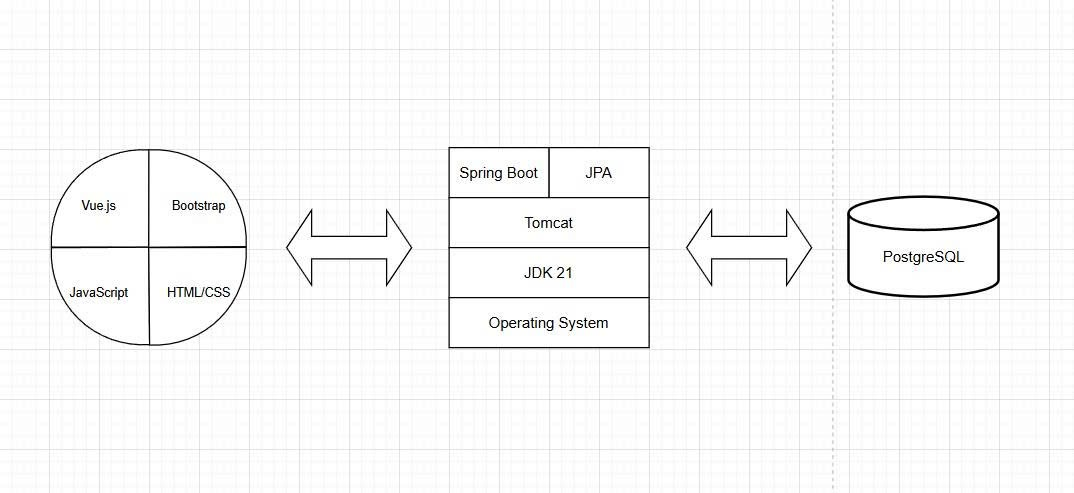 Vue.js
Bootstrap
JavaScript
HTML/CSS
Spring Boot
JPA
Tomcat
JDK 21
Operating System
PostgreSQL